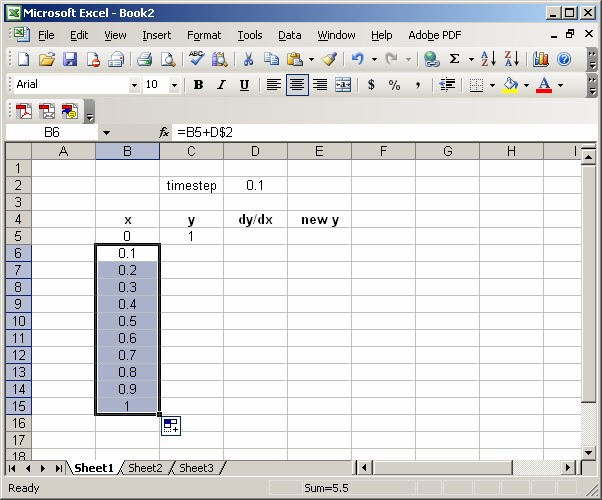 Microsoft Excel - Book2
File Edit View Insert Format Tools Data Window Help Adobe PDF
ABC Σ A Z Z A
Arial 10 B I U $ % , A
B6 fx =B5+D$2
A B C D E F G H I
1
2 timestep 0.1
3
4 x y dy/dx new y
5 0 1
6 0.1
7 0.2
8 0.3
9 0.4
10 0.5
11 0.6
12 0.7
13 0.8
14 0.9
15 1
16
17
18
Sheet1 Sheet2 Sheet3
Ready Sum=5.5